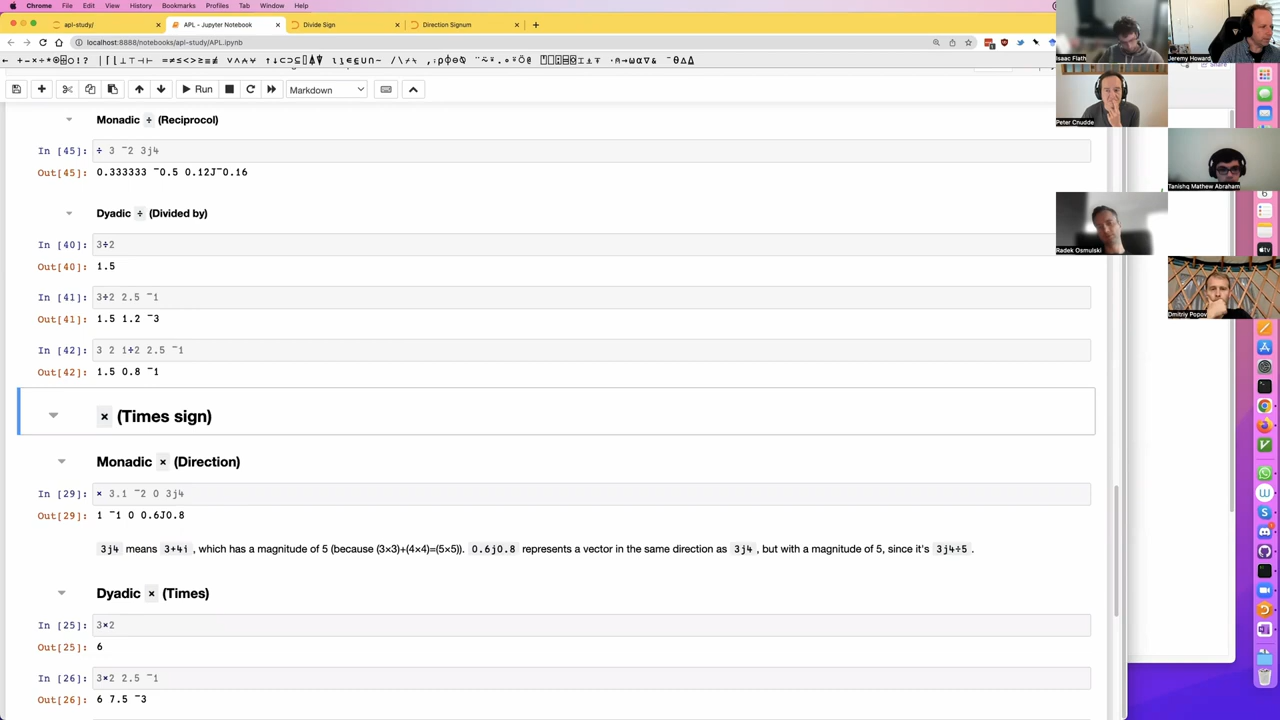 Chrome File Edit View History Bookmarks Profiles Tab Window Help
apl-study/
APL - Jupyter Notebook
Divide Sign
Direction Signum
localhost:8888/notebooks/apl-study/APL.ipynb
Run
Markdown
Share
Monadic ÷ (Reciprocol)
In [45]: ÷ 3 ¯2 3j4
Out[45]: 0.333333 ¯0.5 0.12J¯0.16
Dyadic ÷ (Divided by)
In [40]: 3÷2
Out[40]: 1.5
In [41]: 3÷2 2.5 ¯1
Out[41]: 1.5 1.2 ¯3
In [42]: 3 2 1÷2 2.5 ¯1
Out[42]: 1.5 0.8 ¯1
× (Times sign)
Monadic × (Direction)
In [29]: × 3.1 ¯2 0 3j4
Out[29]: 1 ¯1 0 0.6J0.8
3j4 means 3+4i , which has a magnitude of 5 (because (3×3)+(4×4)=(5×5)). 0.6j0.8 represents a vector in the same direction as 3j4 , but with a magnitude of 5, since it's 3j4÷5 .
Dyadic × (Times)
In [25]: 3×2
Out[25]: 6
In [26]: 3×2 2.5 ¯1
Out[26]: 6 7.5 ¯3
Isaac Flath
Jeremy Howard
Peter Chudde
Tanishq Mathew Abraham
Radek Osmulski
Dmitriy Popov